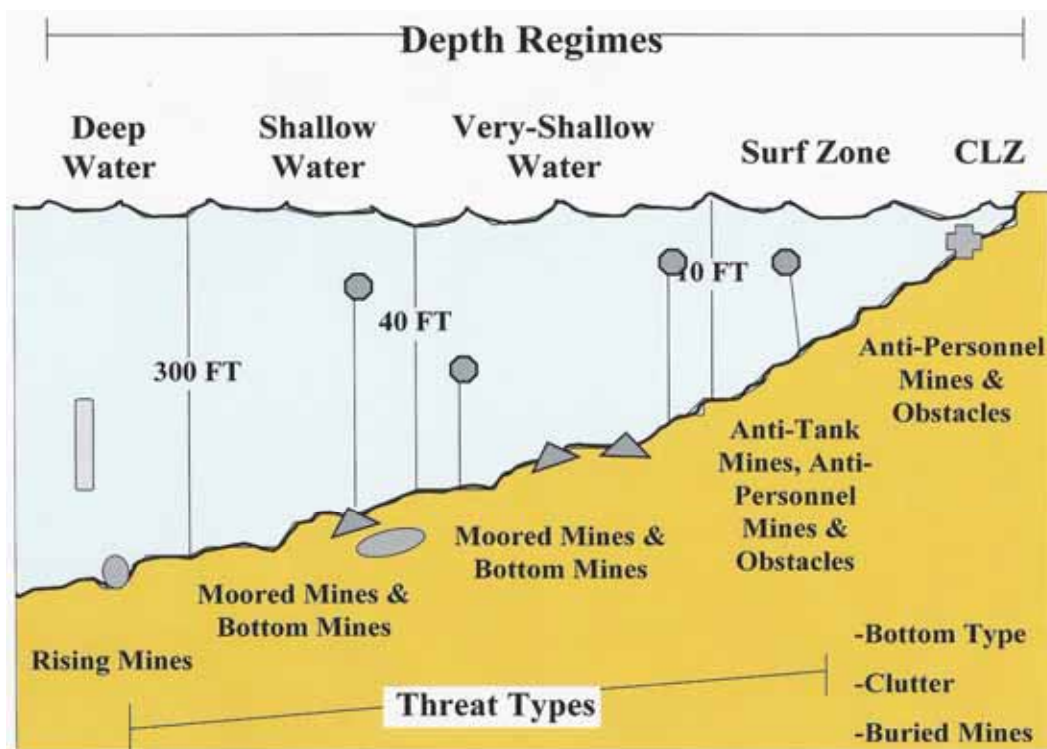 Depth Regimes
Deep
Water
Shallow
Water
Very-Shallow
Water
Surf Zone
CLZ
300 FT
40 FT
10 FT
Rising Mines
Moored Mines &
Bottom Mines
Moored Mines &
Bottom Mines
Anti-Tank
Mines, Anti-
Personnel
Mines &
Obstacles
Anti-Personnel
Mines &
Obstacles
Threat Types
-Bottom Type
-Clutter
-Buried Mines